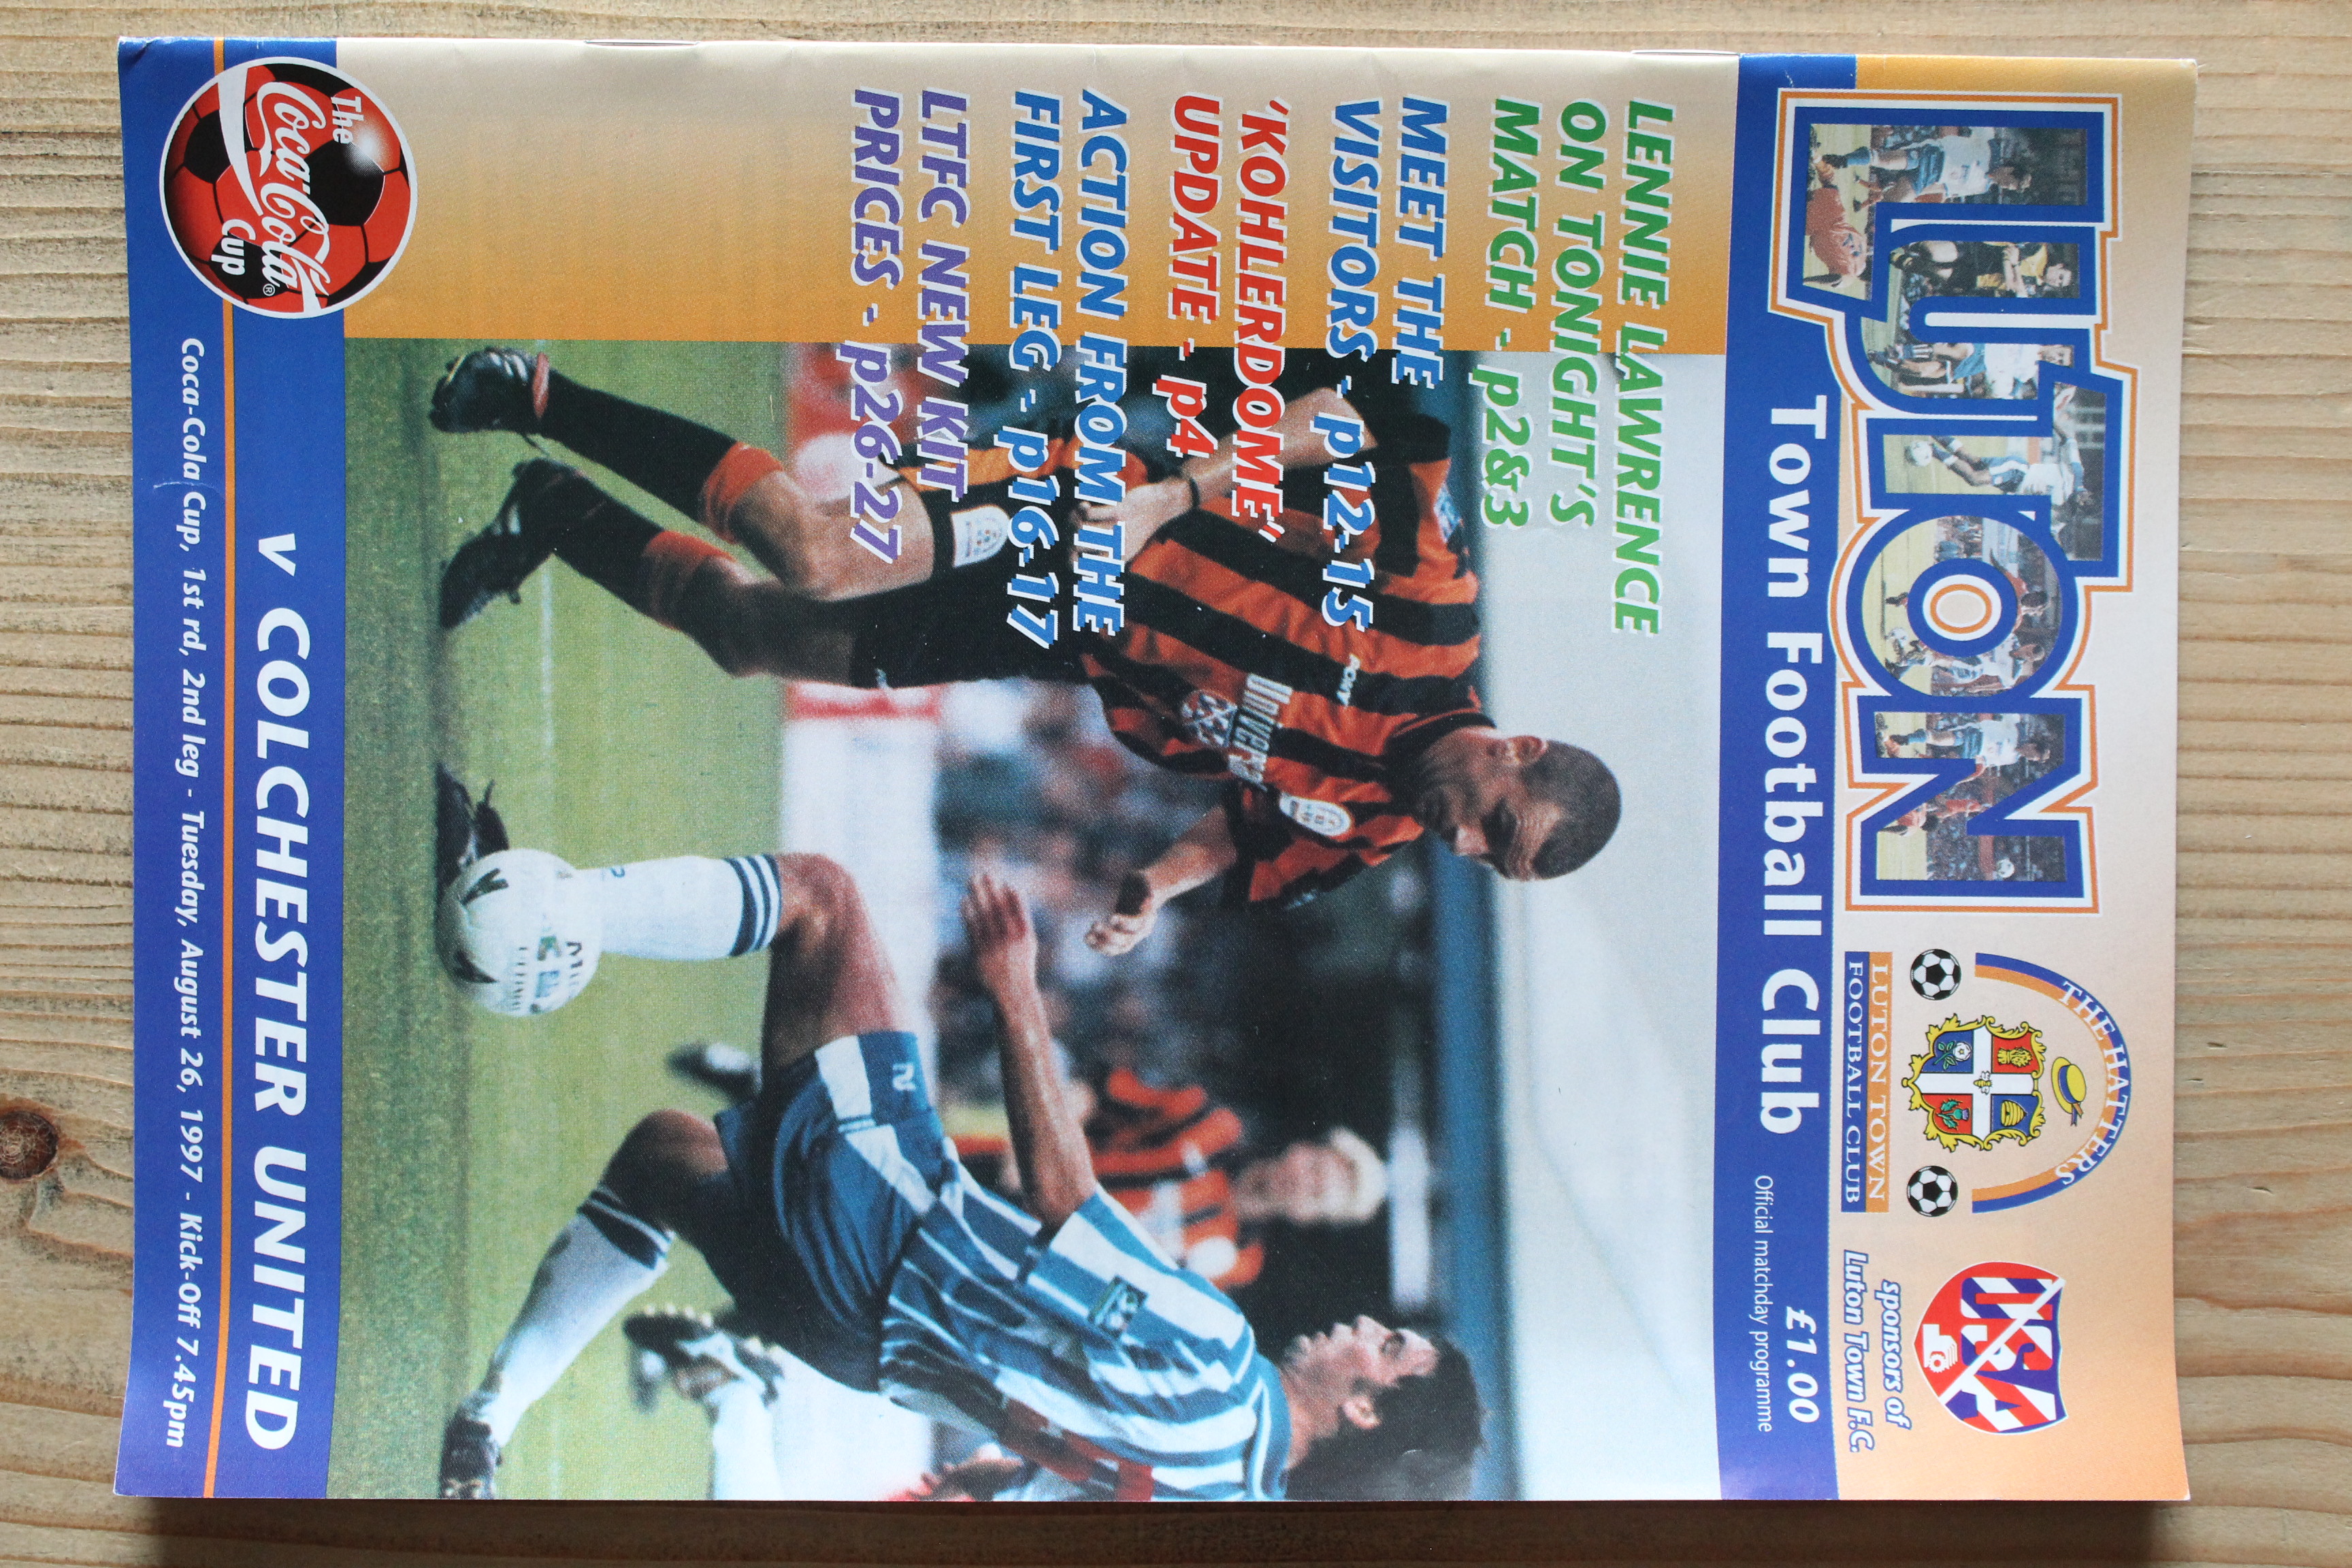 LUTON
Town Football Club
THE HATTERS
LUTON TOWN
FOOTBALL CLUB
USA
sponsors of
Luton Town F.C.
£1.00
Official matchday programme
LENNIE LAWRENCE
ON TONIGHT'S
MATCH - p2&3
MEET THE
VISITORS - p12-15
'KOHLERDOME'
UPDATE - p4
ACTION FROM THE
FIRST LEG - p16-17
LTFC NEW KIT
PRICES - p26-27
PONY
Universal
The
Coca-Cola®
Cup
v COLCHESTER UNITED
Coca-Cola Cup, 1st rd, 2nd leg - Tuesday, August 26, 1997 - Kick-Off 7.45pm